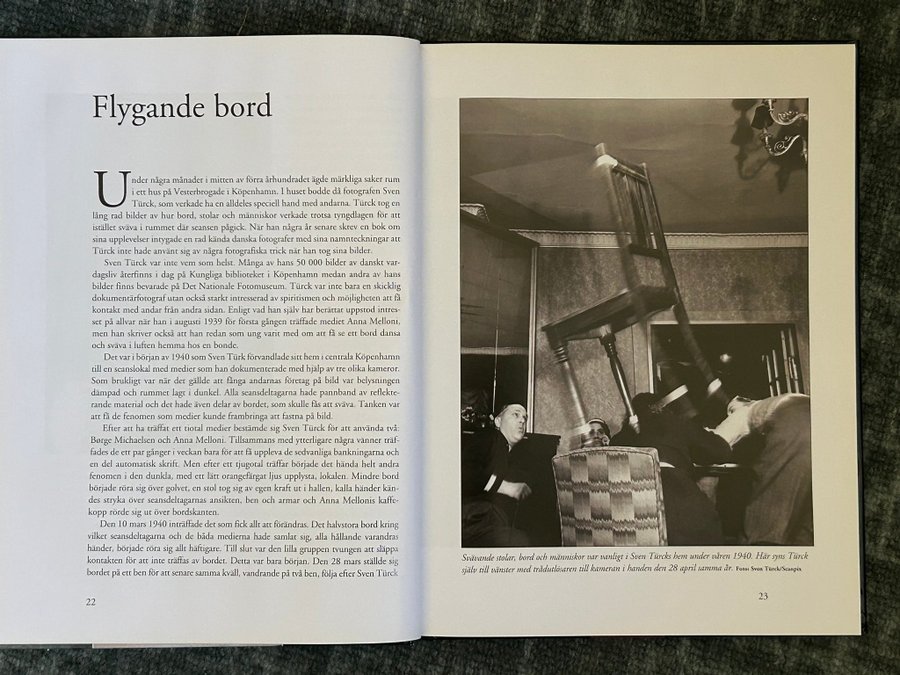 Flygande bord
Under några månader i mitten av förra århundradet ägde märkliga saker rum
i ett hus på Vesterbrogade i Köpenhamn. I huset bodde då fotografen Sven
Türck, som verkade ha en alldeles speciell hand med andarna. Türck tog en
lång rad bilder av hur bord, stolar och människor verkade trotsa tyngdlagen för att
istället sväva i rummet där seansen pågick. När han några år senare skrev en bok om
sina upplevelser intygade en rad kända danska fotografer med sina namnteckningar att
Türck inte hade använt sig av några fotografiska trick när han tog sina bilder.
Sven Türck var inte vem som helst. Många av hans 50 000 bilder av danskt var-
dagsliv återfinns i dag på Kungliga biblioteket i Köpenhamn medan andra av hans
bilder finns bevarade på Det Nationale Fotomuseum. Türck var inte bara en skicklig
dokumentärfotograf utan också starkt intresserad av spiritismen och möjligheten att få
kontakt med andar från andra sidan. Enligt vad han själv har berättat uppstod intres-
set på allvar när han i augusti 1939 för första gången träffade mediet Anna Melloni,
men han skriver också att han redan som ung varit med om att få se ett bord dansa
och sväva i luften hemma hos en bonde.
Det var i början av 1940 som Sven Türk förvandlade sitt hem i centrala Köpenhamn
till en seanslokal med medier som han dokumenterade med hjälp av tre olika kameror.
Som brukligt var när det gällde att fånga andarnas företag på bild var belysningen
dämpad och rummet lagt i dunkel. Alla seansdeltagarna hade pannband av reflekte-
rande material och det hade även delar av bordet, som skulle fås att sväva. Tanken var
att få de fenomen som medier kunde frambringa att fastna på bild.
Efter att ha träffat ett tiotal medier bestämde sig Sven Türck för att använda två:
Børge Michaelsen och Anna Melloni. Tillsammans med ytterligare några vänner träf-
fades de ett par gånger i veckan bara för att få uppleva de sedvanliga bankningarna och
en del automatisk skrift. Men efter ett tjugotal träffar började det hända helt andra
fenomen i den dunkla, med ett lätt orangefärgat ljus upplysta, lokalen. Mindre bord
började röra sig över golvet, en stol tog sig av egen kraft ut i hallen, kalla händer kän-
des stryka över seansdeltagarnas ansikten, ben och armar och Anna Mellonis kaffe-
kopp rörde sig ut över bordskanten.
Den 10 mars 1940 inträffade det som fick allt att förändras. Det halvstora bord kring
vilket seansdeltagarna och de båda medierna hade samlat sig, alla hållande varandras
händer, började röra sig allt häftigare. Till slut var den lilla gruppen tvungen att släppa
kontakten för att inte träffas av bordet. Detta var bara början. Den 28 mars ställde sig
bordet på ett ben för att senare samma kväll, vandrande på två ben, följa efter Sven Türck
22
Svävande stolar, bord och människor var vanligt i Sven Türcks hem under våren 1940. Här syns Türck
själv till vänster med trådutlösaren till kameran i handen den 28 april samma år. Foto: Sven Türck/Scanpix
23